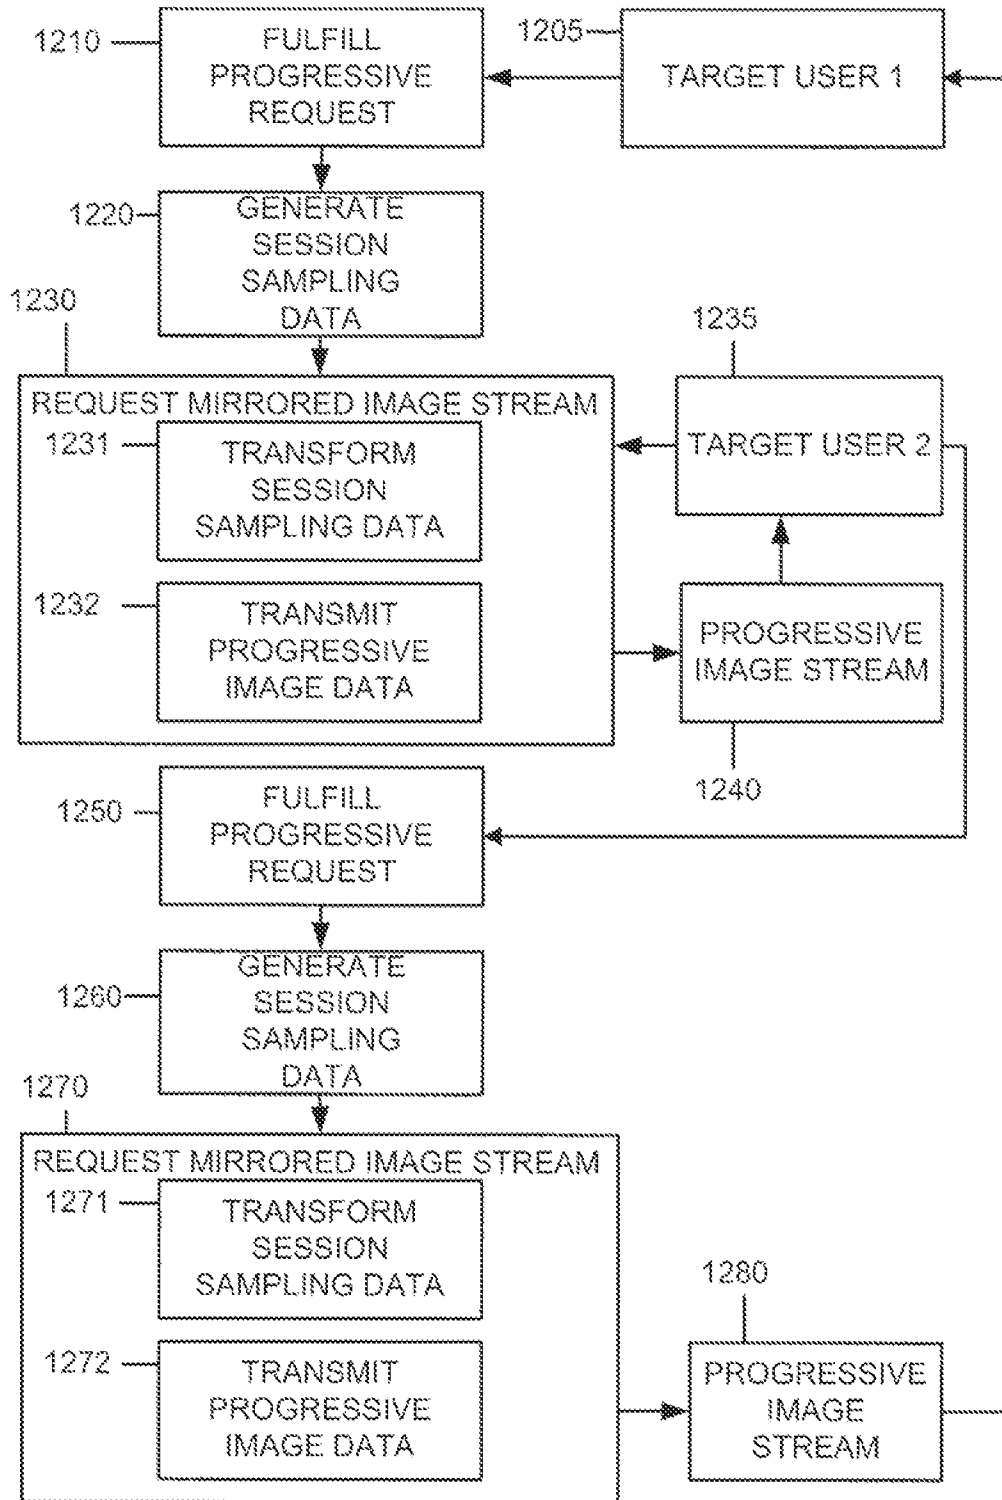 1210
FULFILL
PROGRESSIVE
REQUEST
1205
TARGET USER 1
1220
GENERATE
SESSION
SAMPLING
DATA
1230
REQUEST MIRRORED IMAGE STREAM
1231
TRANSFORM
SESSION
SAMPLING DATA
1232
TRANSMIT
PROGRESSIVE
IMAGE DATA
1235
TARGET USER 2
PROGRESSIVE
IMAGE STREAM
1240
1250
FULFILL
PROGRESSIVE
REQUEST
1260
GENERATE
SESSION
SAMPLING
DATA
1270
REQUEST MIRRORED IMAGE STREAM
1271
TRANSFORM
SESSION
SAMPLING DATA
1272
TRANSMIT
PROGRESSIVE
IMAGE DATA
1280
PROGRESSIVE
IMAGE
STREAM